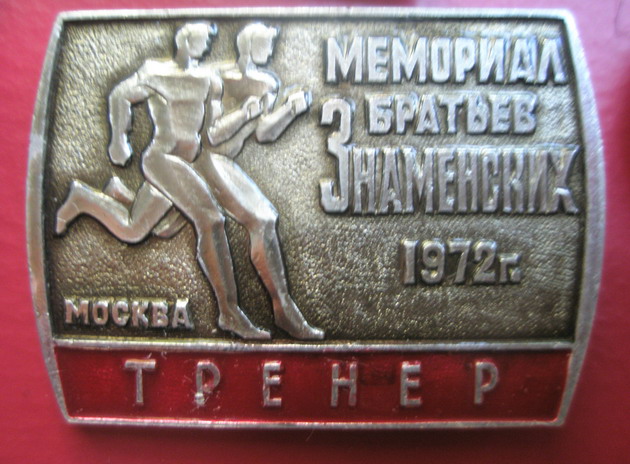 МЕМОРИАЛ
БРАТЬЕВ
ЗНАМЕНСКИХ
1972г.
МОСКВА
ТРЕНЕР